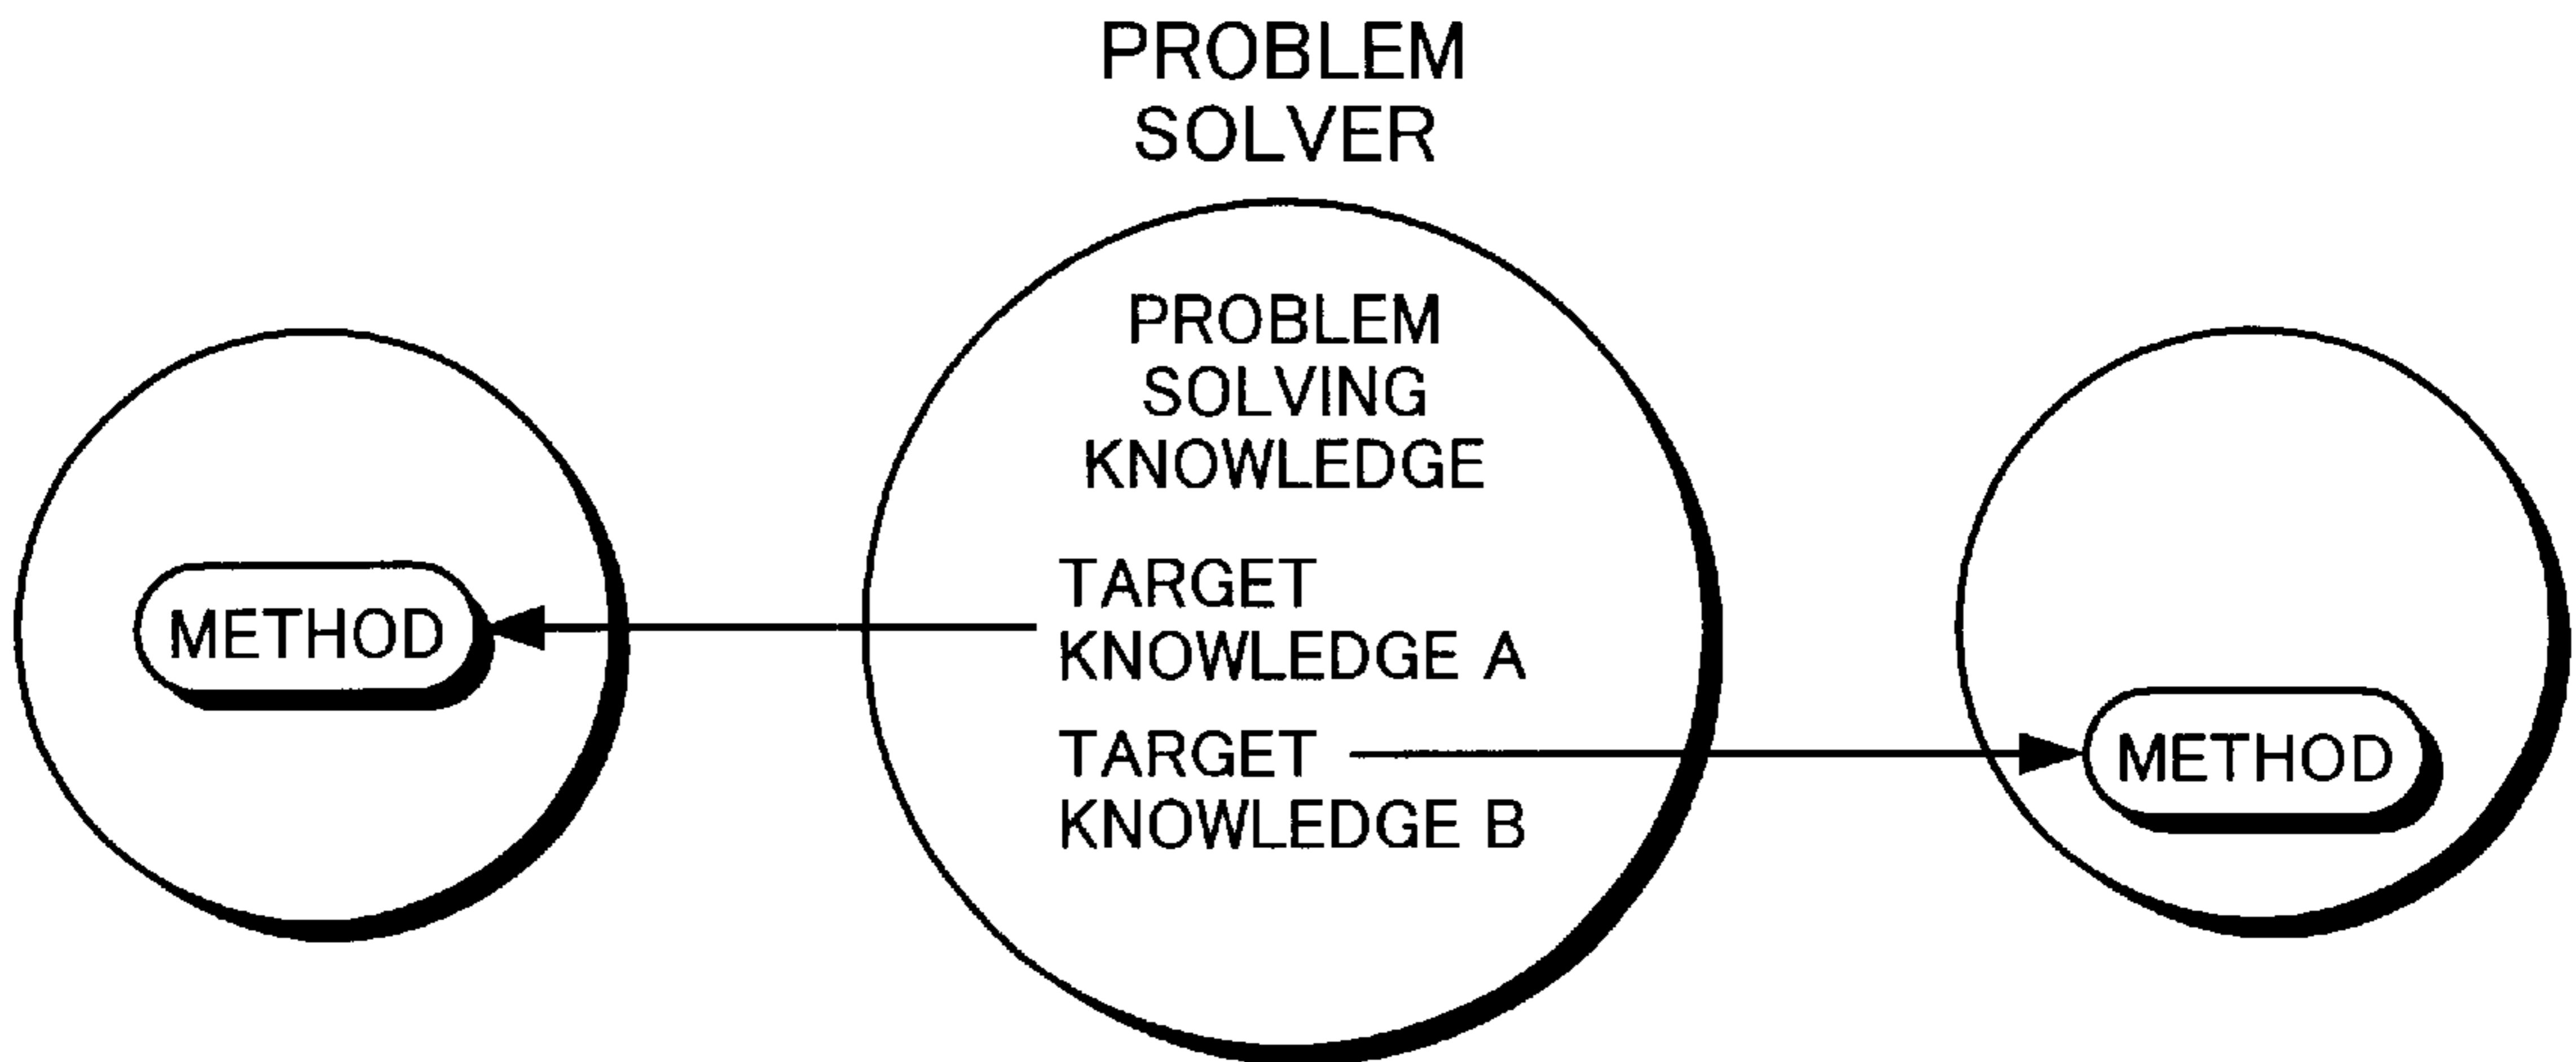 PROBLEM
SOLVER
PROBLEM
SOLVING
KNOWLEDGE
METHOD
TARGET
KNOWLEDGE A
TARGET
KNOWLEDGE B
METHOD